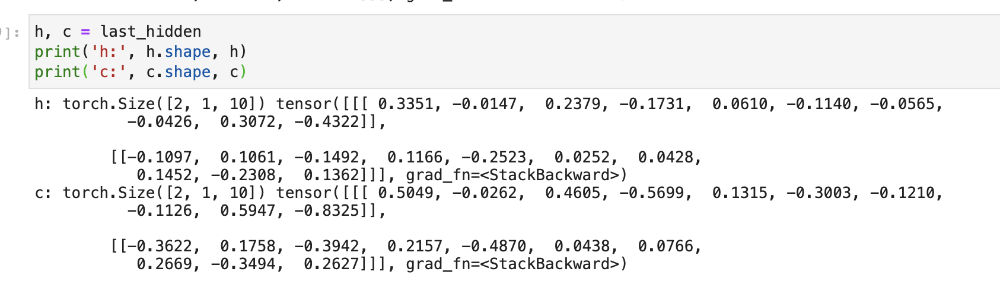 ]:
h, c = last_hidden
print('h:', h.shape, h)
print('c:', c.shape, c)
h: torch.Size([2, 1, 10]) tensor([[[ 0.3351, -0.0147,  0.2379, -0.1731,  0.0610, -0.1140, -0.0565,
          -0.0426,  0.3072, -0.4322]],
        [[-0.1097,  0.1061, -0.1492,  0.1166, -0.2523,  0.0252,  0.0428,
           0.1452, -0.2308,  0.1362]]], grad_fn=<StackBackward>)
c: torch.Size([2, 1, 10]) tensor([[[ 0.5049, -0.0262,  0.4605, -0.5699,  0.1315, -0.3003, -0.1210,
          -0.1126,  0.5947, -0.8325]],
        [[-0.3622,  0.1758, -0.3942,  0.2157, -0.4870,  0.0438,  0.0766,
           0.2669, -0.3494,  0.2627]]], grad_fn=<StackBackward>)